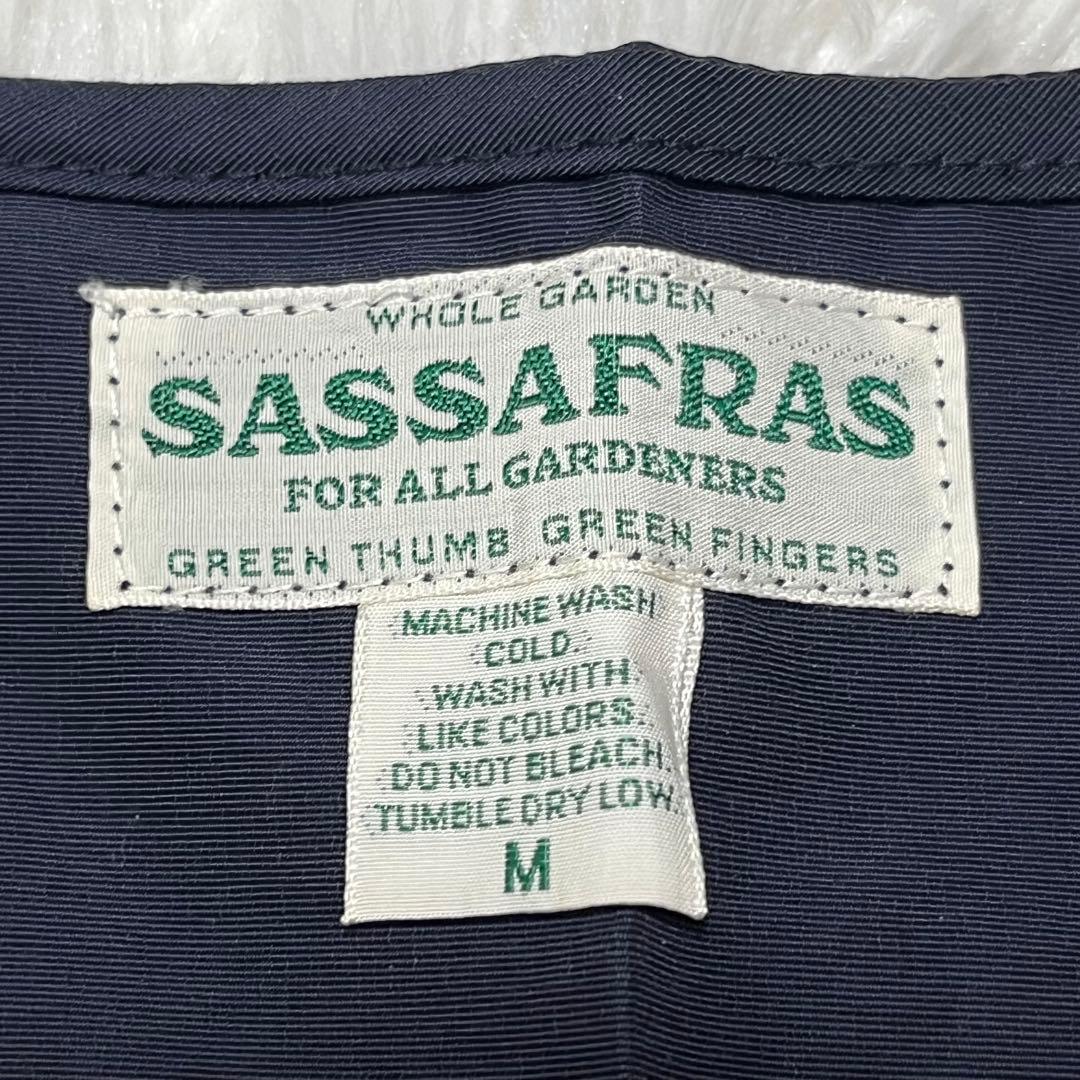 WHOLE GARDEN
SASSAFRAS
FOR ALL GARDENERS
GREEN THUMB GREEN FINGERS
MACHINE WASH
COLD.
WASH WITH
LIKE COLORS.
DO NOT BLEACH.
TUMBLE DRY LOW.
M